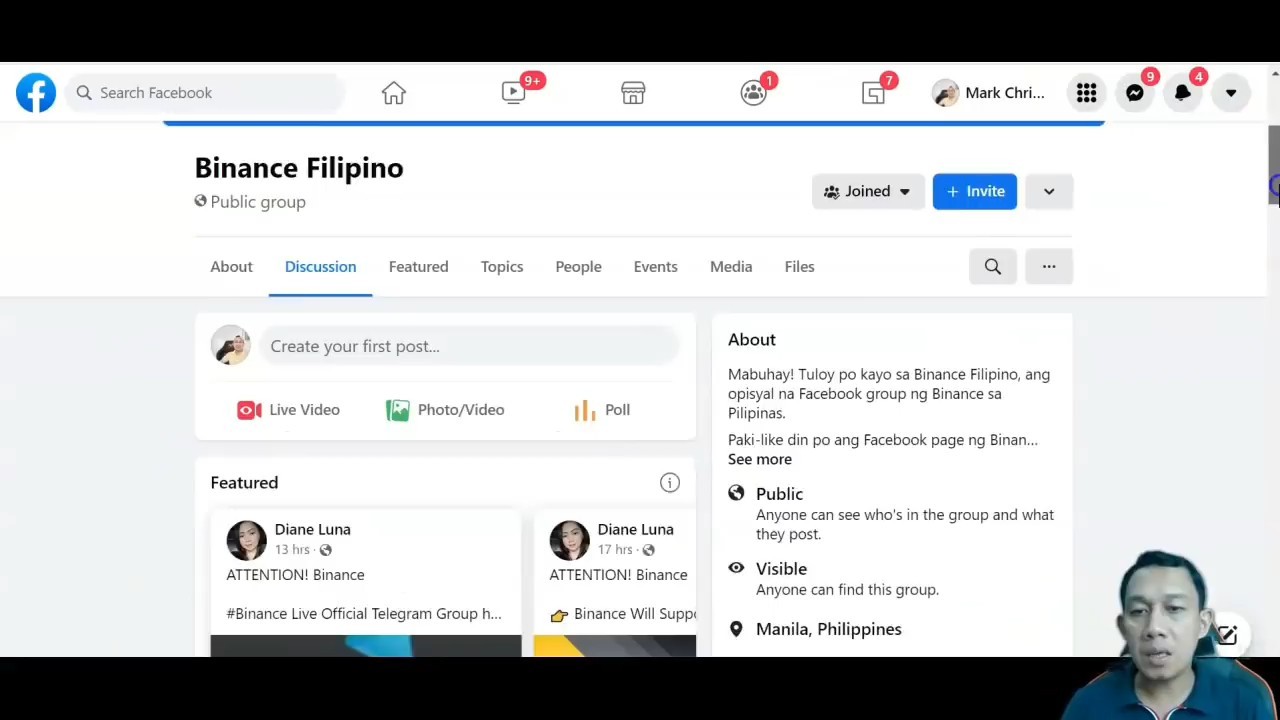 Search Facebook
9+
1
7
Mark Chri...
9
4
Binance Filipino
Public group
Joined
+ Invite
About
Discussion
Featured
Topics
People
Events
Media
Files
Create your first post...
Live Video
Photo/Video
Poll
Featured
Diane Luna
13 hrs ·
ATTENTION! Binance
#Binance Live Official Telegram Group h...
Diane Luna
17 hrs ·
ATTENTION! Binance
Binance Will Suppo
About
Mabuhay! Tuloy po kayo sa Binance Filipino, ang
opisyal na Facebook group ng Binance sa
Pilipinas.
Paki-like din po ang Facebook page ng Binan...
See more
Public
Anyone can see who's in the group and what
they post.
Visible
Anyone can find this group.
Manila, Philippines